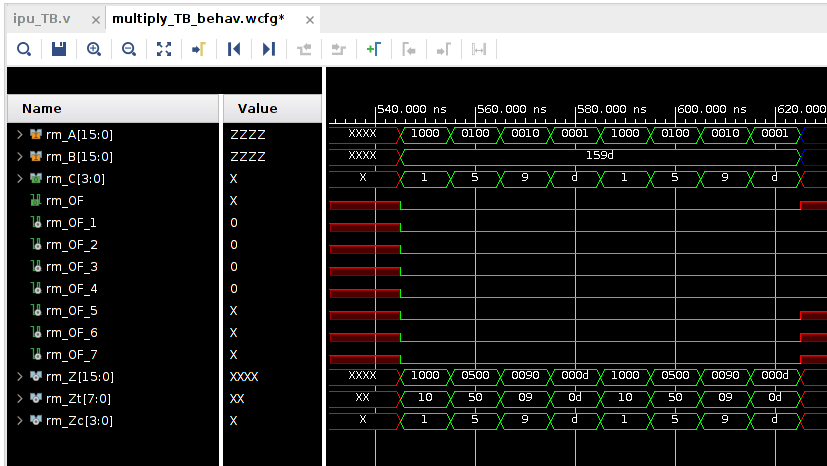 ipu_TB.v × multiply_TB_behav.wcfg* ×
Name Value
540.000 ns 560.000 ns 580.000 ns 600.000 ns 620.000
rm_A[15:0] ZZZZ XXXX 1000 0100 0010 0001 1000 0100 0010 0001
rm_B[15:0] ZZZZ XXXX 159d
rm_C[3:0] X X 1 5 9 d 1 5 9 d
rm_OF X
rm_OF_1 0
rm_OF_2 0
rm_OF_3 0
rm_OF_4 0
rm_OF_5 X
rm_OF_6 X
rm_OF_7 X
rm_Z[15:0] XXXX XXXX 1000 0500 0090 000d 1000 0500 0090 000d
rm_Zt[7:0] XX XX 10 50 09 0d 10 50 09 0d
rm_Zc[3:0] X X 1 5 9 d 1 5 9 d